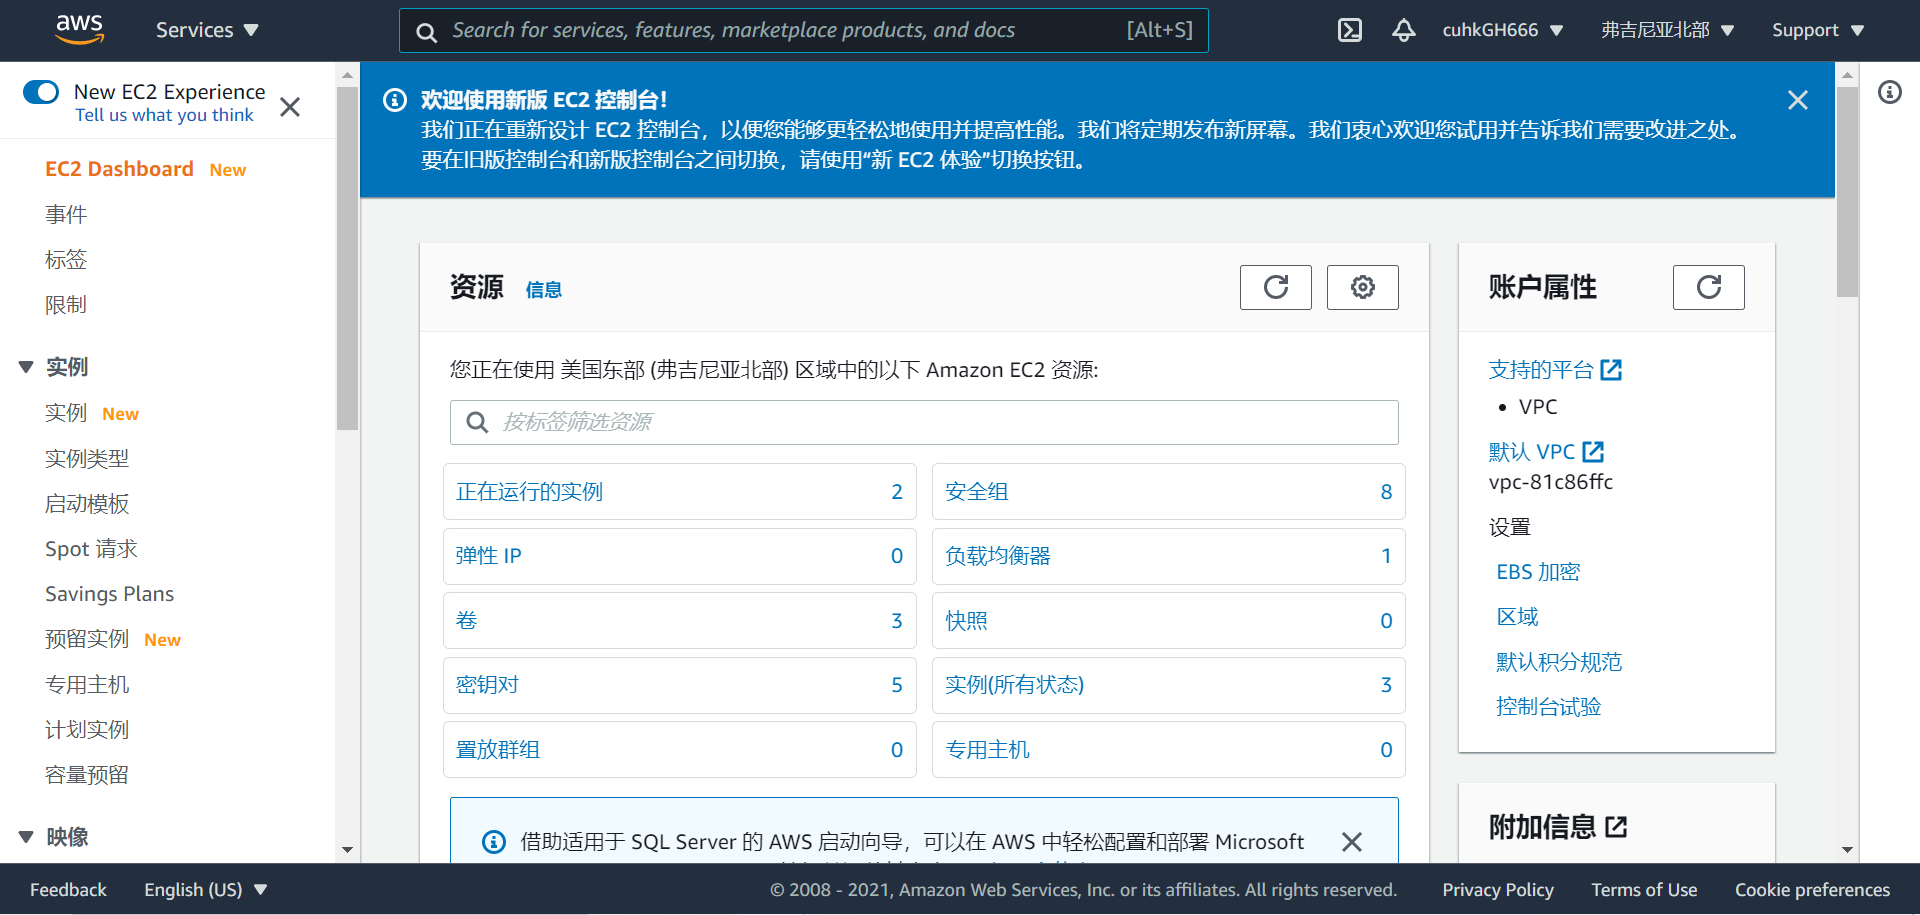 aws
Services
Search for services, features, marketplace products, and docs
[Alt+S]
cuhkGH666
弗吉尼亚北部
Support
New EC2 Experience
Tell us what you think
EC2 Dashboard New
事件
标签
限制
实例
实例 New
实例类型
启动模板
Spot 请求
Savings Plans
预留实例 New
专用主机
计划实例
容量预留
映像
欢迎使用新版 EC2 控制台!
我们正在重新设计 EC2 控制台，以便您能够更轻松地使用并提高性能。我们将定期发布新屏幕。我们衷心欢迎您试用并告诉我们需要改进之处。
要在旧版控制台和新版控制台之间切换，请使用“新 EC2 体验”切换按钮。
资源 信息
您正在使用 美国东部 (弗吉尼亚北部) 区域中的以下 Amazon EC2 资源:
按标签筛选资源
正在运行的实例 2
安全组 8
弹性 IP 0
负载均衡器 1
卷 3
快照 0
密钥对 5
实例(所有状态) 3
置放群组 0
专用主机 0
借助适用于 SQL Server 的 AWS 启动向导，可以在 AWS 中轻松配置和部署 Microsoft
账户属性
支持的平台
• VPC
默认 VPC
vpc-81c86ffc
设置
EBS 加密
区域
默认积分规范
控制台试验
附加信息
Feedback
English (US)
© 2008 - 2021, Amazon Web Services, Inc. or its affiliates. All rights reserved.
Privacy Policy
Terms of Use
Cookie preferences